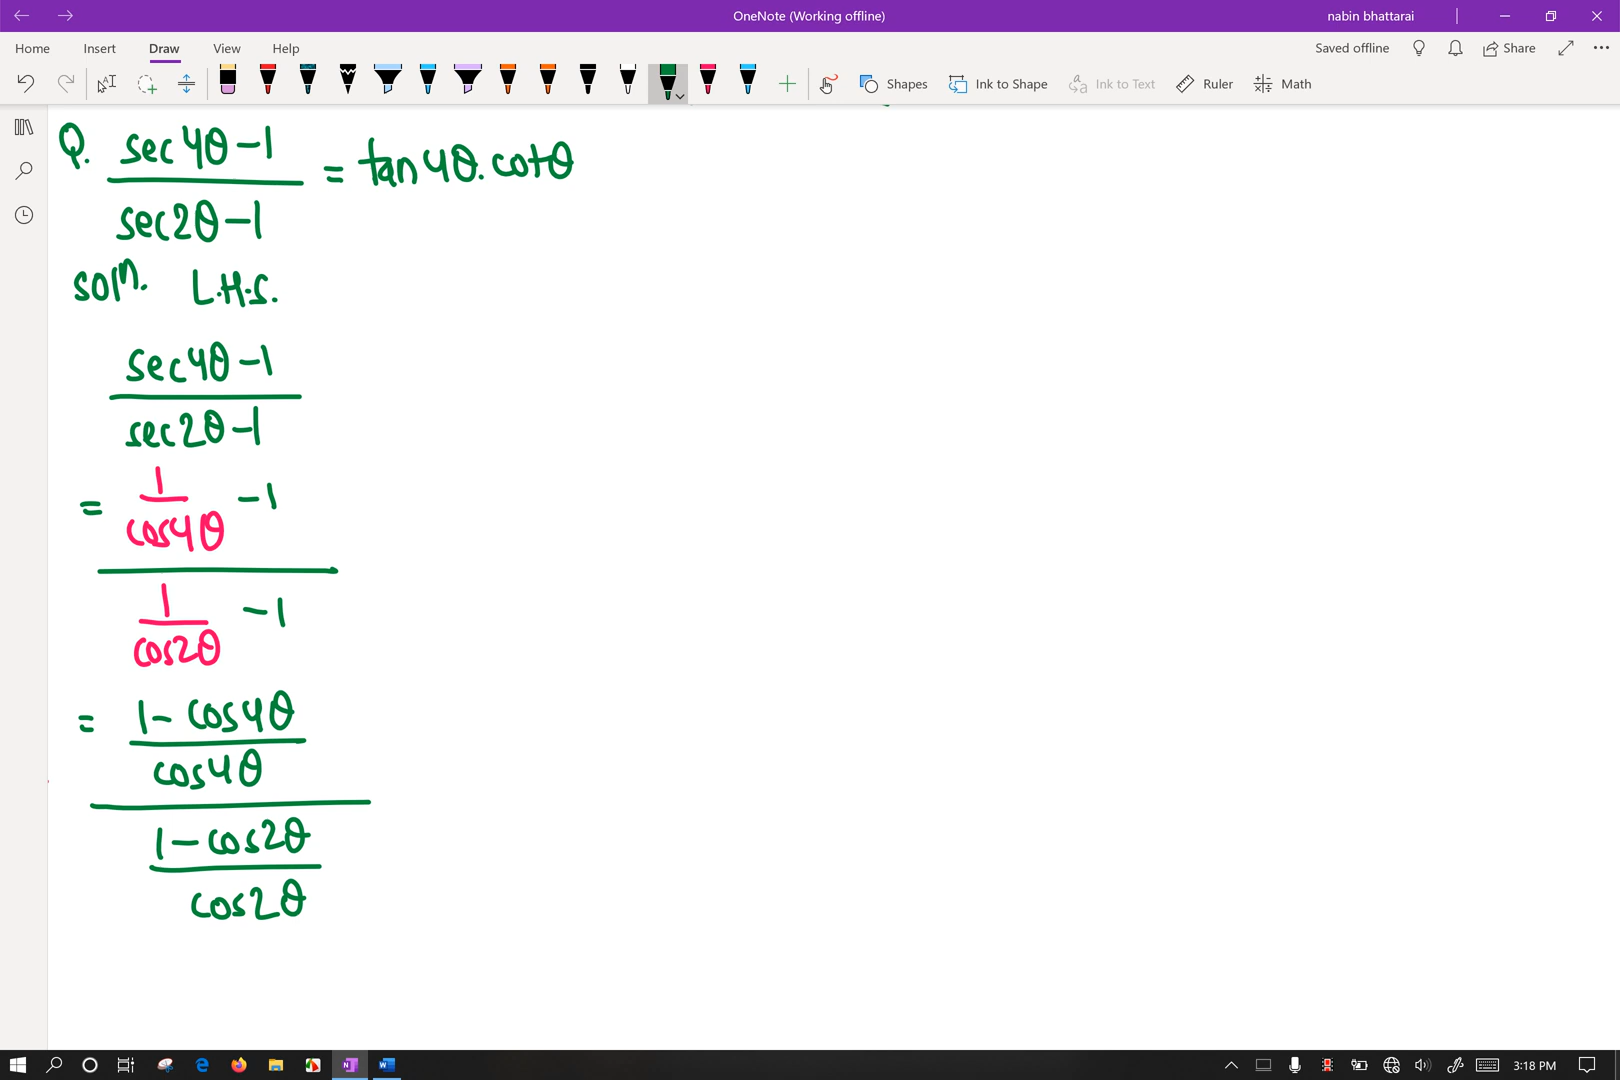 OneNote (Working offline)
nabin bhattarai
Home Insert Draw View Help
Saved offline
Share
Shapes
Ink to Shape
Ink to Text
Ruler
Math
Q. sec4θ-1
sec2θ-1
= tan4θ.cotθ
Solⁿ. L.H.S.
sec4θ-1
sec2θ-1
= 1
cos4θ
-1
1
cos2θ
-1
= 1-cos4θ
cos4θ
1-cos2θ
cos2θ
3:18 PM